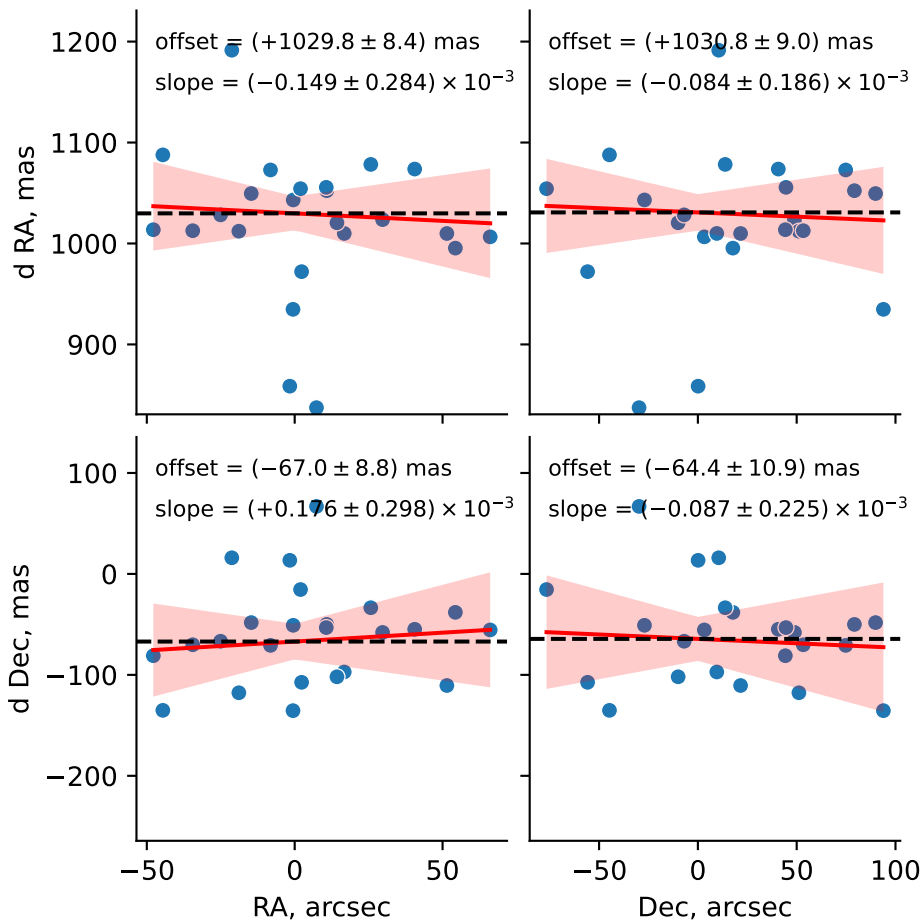 1200
1100
1000
900
d RA, mas
offset = (+1029.8 ± 8.4) mas
slope = (−0.149 ± 0.284) × 10⁻³
offset = (+1030.8 ± 9.0) mas
slope = (−0.084 ± 0.186) × 10⁻³
100
0
−100
−200
d Dec, mas
offset = (−67.0 ± 8.8) mas
slope = (+0.176 ± 0.298) × 10⁻³
offset = (−64.4 ± 10.9) mas
slope = (−0.087 ± 0.225) × 10⁻³
−50 0 50
RA, arcsec
−50 0 50 100
Dec, arcsec